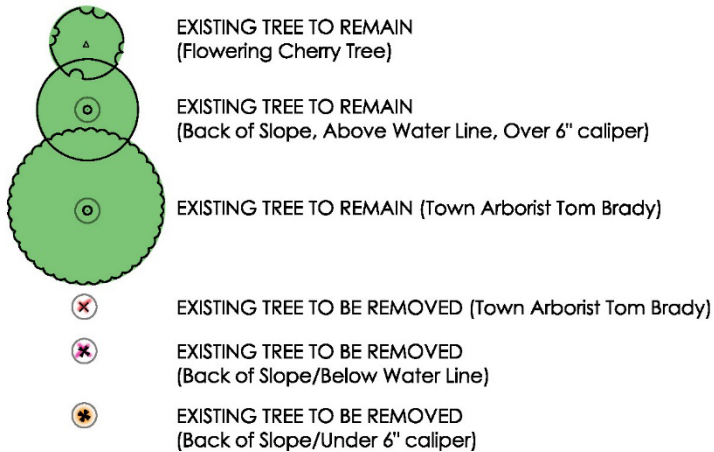 EXISTING TREE TO REMAIN
(Flowering Cherry Tree)
EXISTING TREE TO REMAIN
(Back of Slope, Above Water Line, Over 6" caliper)
EXISTING TREE TO REMAIN (Town Arborist Tom Brady)
EXISTING TREE TO BE REMOVED (Town Arborist Tom Brady)
EXISTING TREE TO BE REMOVED
(Back of Slope/Below Water Line)
EXISTING TREE TO BE REMOVED
(Back of Slope/Under 6" caliper)